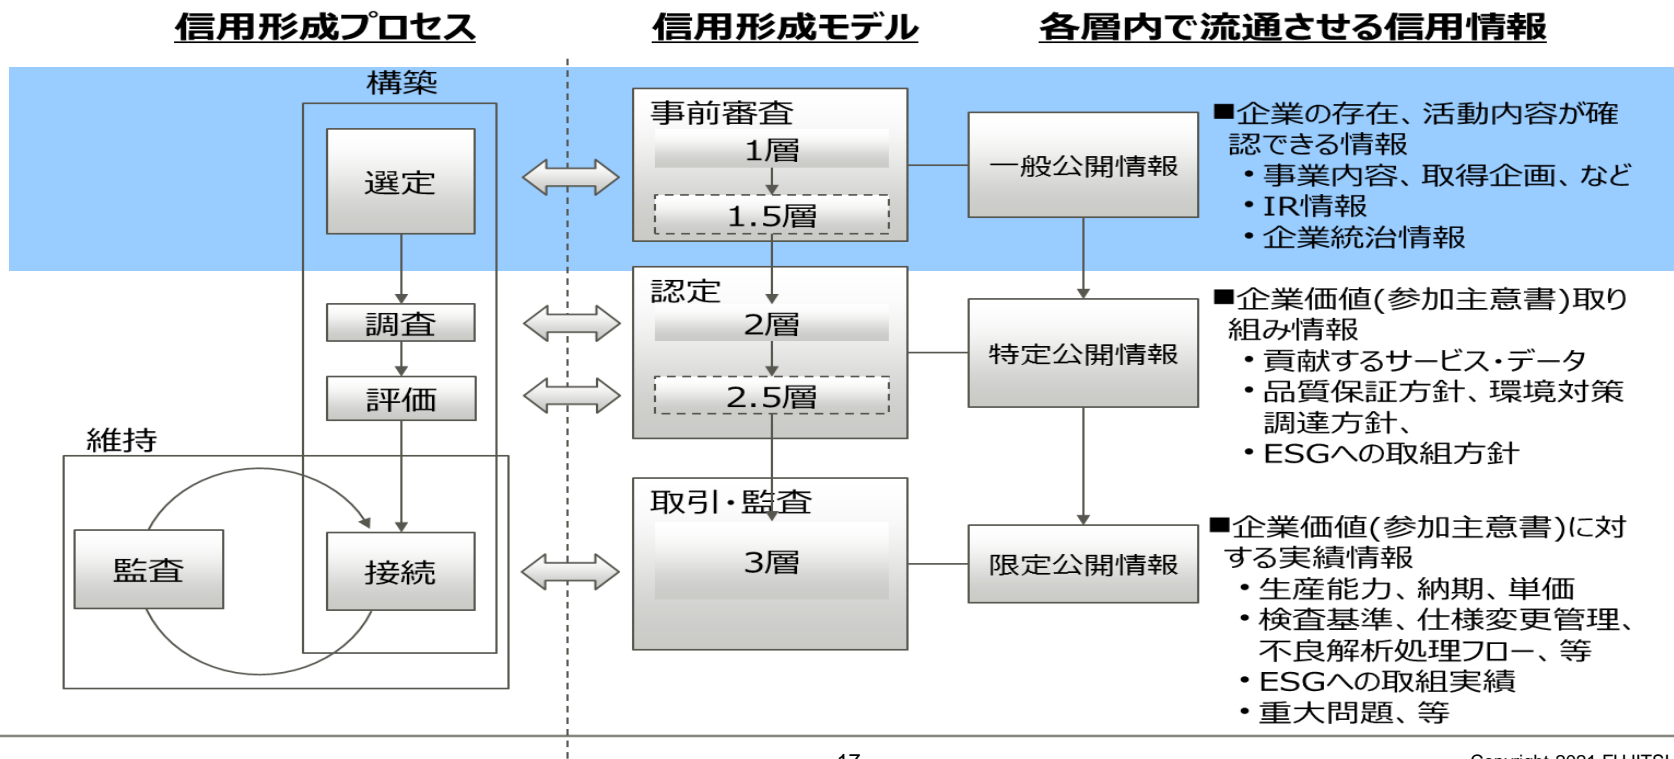 信用形成プロセス
信用形成モデル
各層内で流通させる信用情報
構築
選定
調査
評価
維持
監査
接続
事前審査
1層
1.5層
認定
2層
2.5層
取引・監査
3層
一般公開情報
特定公開情報
限定公開情報
■企業の存在、活動内容が確
認できる情報
・事業内容、取得企画、など
・IR情報
・企業統治情報
■企業価値(参加主意書)取り
組み情報
・貢献するサービス・データ
・品質保証方針、環境対策
調達方針、
・ESGへの取組方針
■企業価値(参加主意書)に対
する実績情報
・生産能力、納期、単価
・検査基準、仕様変更管理、
不良解析処理フロー、等
・ESGへの取組実績
・重大問題、等
17
Copyright 2021 FUJITSU